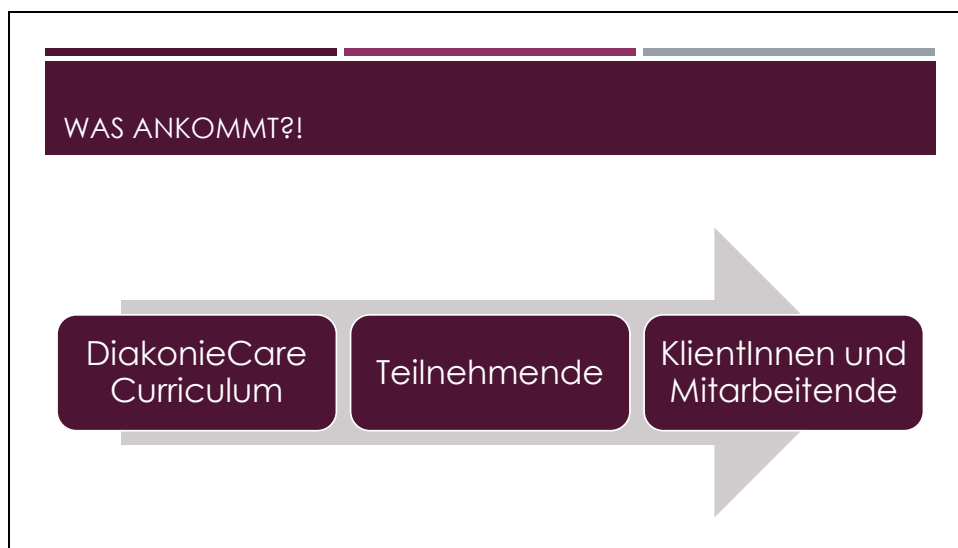 WAS ANKOMMT?!
DiakonieCare
Curriculum
Teilnehmende
KlientInnen und
Mitarbeitende